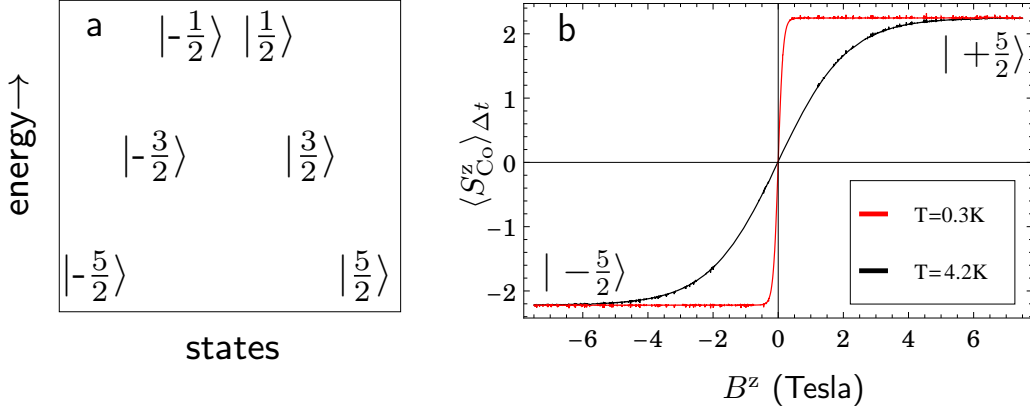 a
|-1/2⟩ |1/2⟩
|-3/2⟩ |3/2⟩
|-5/2⟩ |5/2⟩
energy→
states
b
⟨S^z_Co⟩_Δt
2
1
0
−1
−2
| +5/2⟩
| −5/2⟩
T=0.3K
T=4.2K
−6 −4 −2 0 2 4 6
B^z (Tesla)